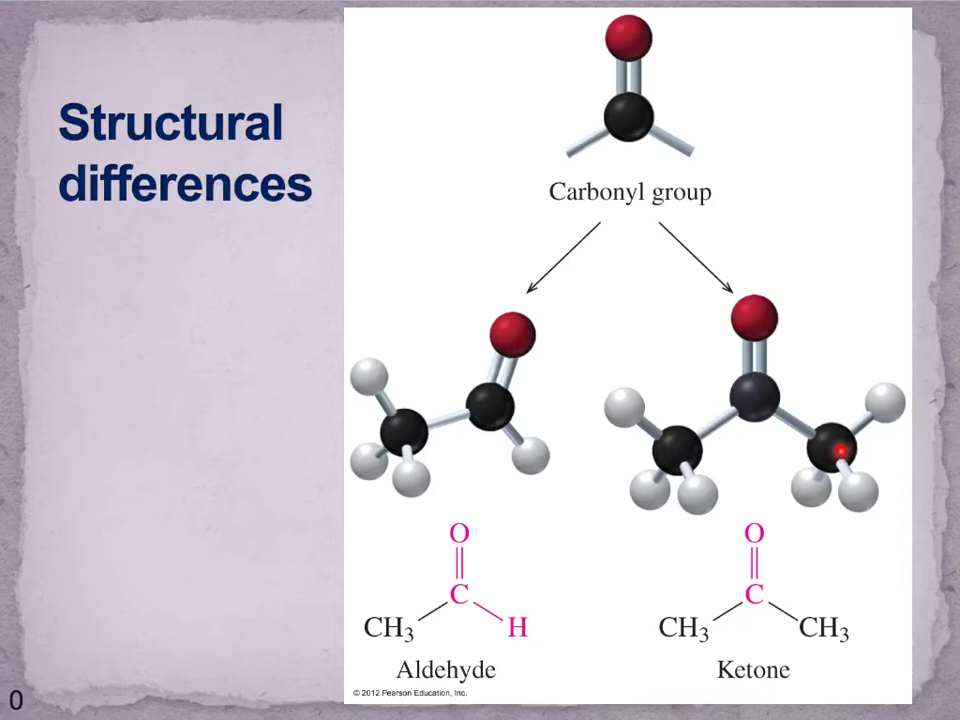 Structural
differences
Carbonyl group
O
C
CH₃
H
Aldehyde
O
C
CH₃
CH₃
Ketone
© 2012 Pearson Education, Inc.
0